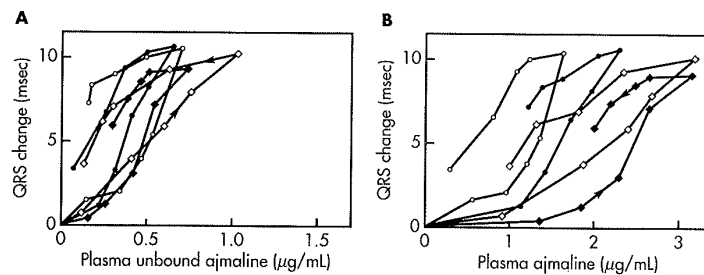 A
QRS change (msec)
10
5
0
0
0.5
1.0
1.5
Plasma unbound ajmaline (μg/mL)
B
QRS change (msec)
10
5
0
0
1
2
3
Plasma ajmaline (μg/mL)